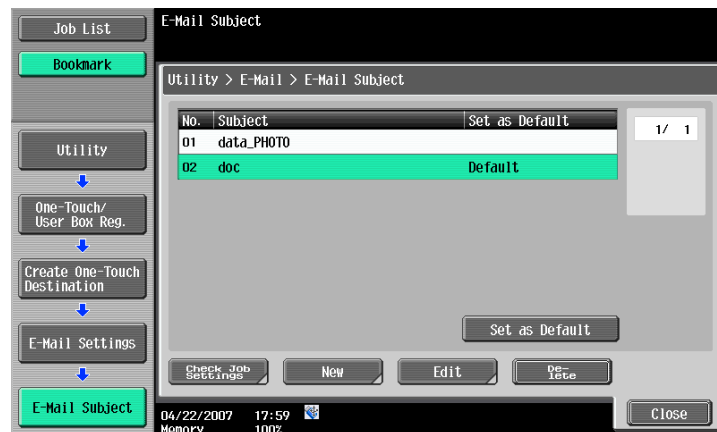 Job List
E-Mail Subject
Bookmark
Utility > E-Mail > E-Mail Subject
No. Subject Set as Default
1/ 1
01 data_PHOTO
02 doc Default
Utility
One-Touch/
User Box Reg.
Create One-Touch
Destination
E-Mail Settings
E-Mail Subject
Set as Default
Check Job
Settings
New
Edit
De-
lete
04/22/2007 17:59
Memory 100%
Close